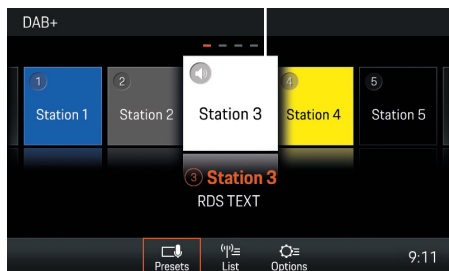 DAB+
1 2 4 5
Station 1 Station 2 Station 3 Station 4 Station 5
3 Station 3
RDS TEXT
Presets List Options 9:11